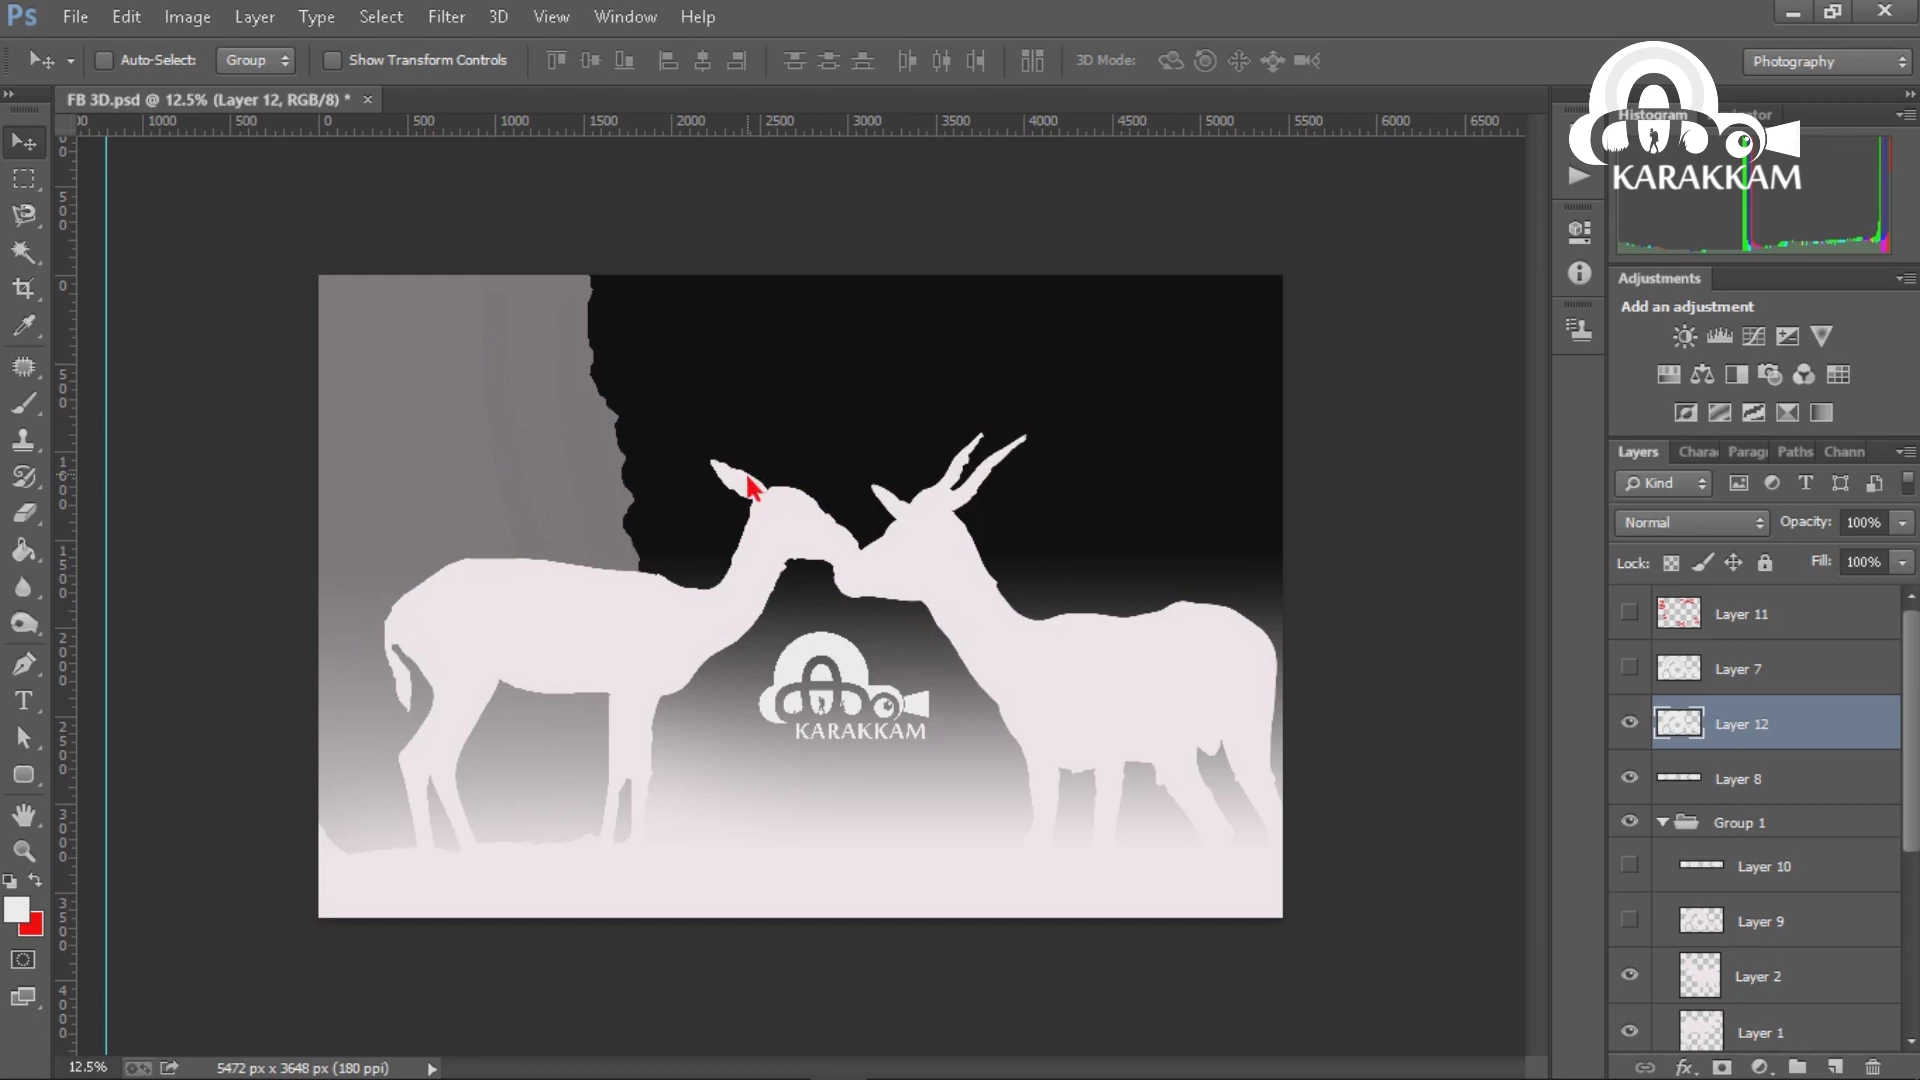 Ps File Edit Image Layer Type Select Filter 3D View Window Help
Auto-Select: Group Show Transform Controls 3D Mode: Photography
FB 3D.psd @ 12.5% (Layer 12, RGB/8) * ×
1000 500 0 500 1000 1500 2000 2500 3000 3500 4000 4500 5000 5500 6000 6500
Histogram
KARAKKAM
Adjustments
Add an adjustment
Layers Charac Paragı Paths Chann
Kind
Normal Opacity: 100%
Lock: Fill: 100%
Layer 11
Layer 7
Layer 12
Layer 8
Group 1
Layer 10
Layer 9
Layer 2
Layer 1
KARAKKAM
12.5% 5472 px x 3648 px (180 ppi)